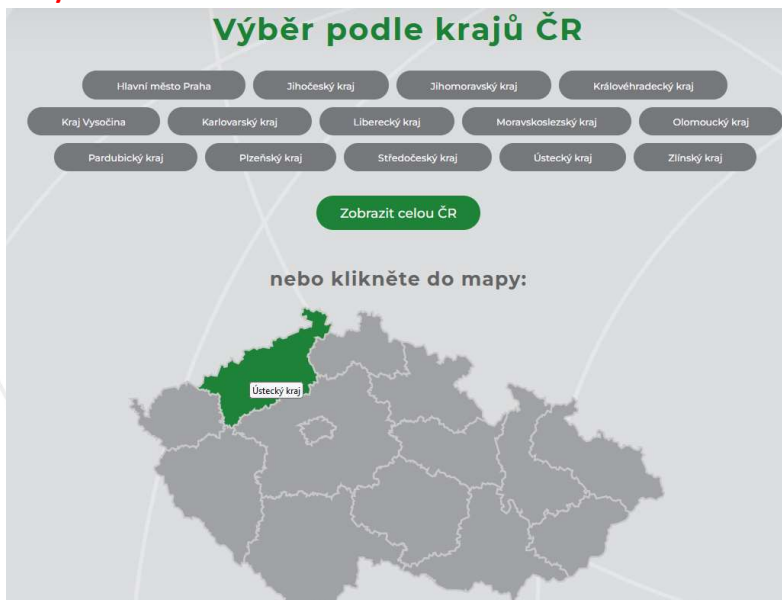 Výběr podle krajů ČR
Hlavní město Praha Jihočeský kraj Jihomoravský kraj Královéhradecký kraj
Kraj Vysočina Karlovarský kraj Liberecký kraj Moravskoslezský kraj Olomoucký kraj
Pardubický kraj Plzeňský kraj Středočeský kraj Ústecký kraj Zlínský kraj
Zobrazit celou ČR
nebo klikněte do mapy:
Ústecký kraj